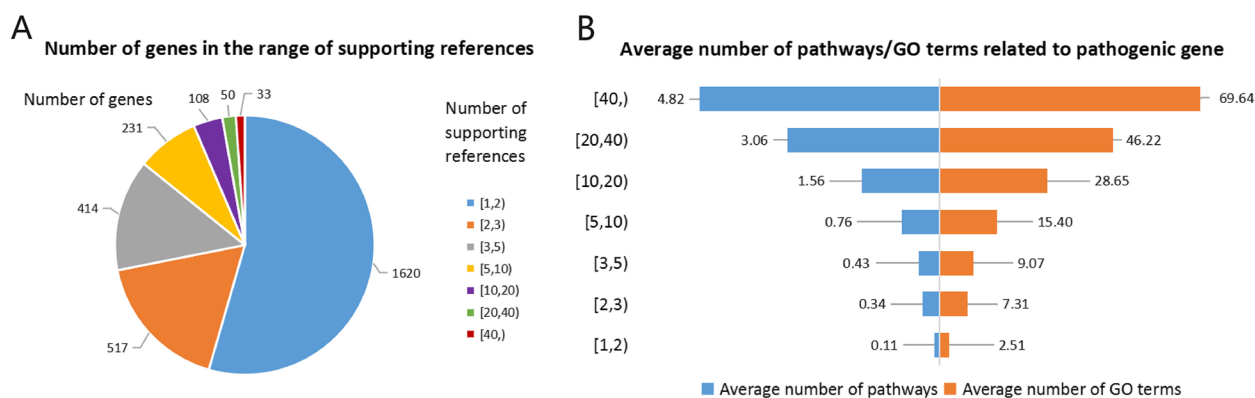 A
Number of genes in the range of supporting references
Number of genes
33
50
108
231
414
517
1620
Number of
supporting
references
[1,2)
[2,3)
[3,5)
[5,10)
[10,20)
[20,40)
[40,)
B
Average number of pathways/GO terms related to pathogenic gene
[40,) 4.82 69.64
[20,40) 3.06 46.22
[10,20) 1.56 28.65
[5,10) 0.76 15.40
[3,5) 0.43 9.07
[2,3) 0.34 7.31
[1,2) 0.11 2.51
Average number of pathways Average number of GO terms